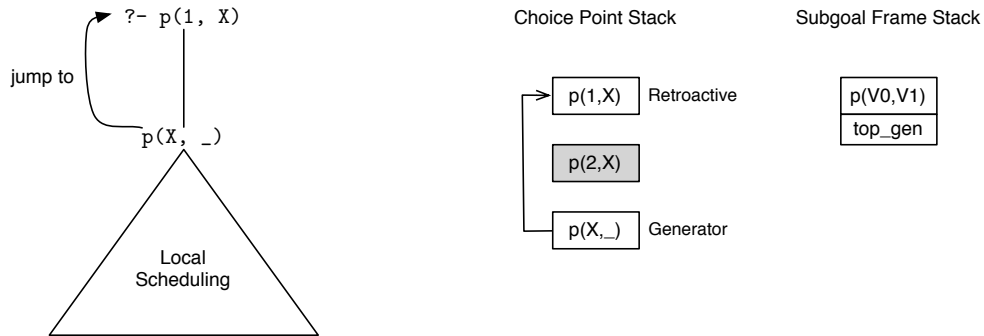 ?- p(1, X)
jump to
p(X, _)
Local
Scheduling
Choice Point Stack
p(1,X) Retroactive
p(2,X)
p(X,_) Generator
Subgoal Frame Stack
p(V0,V1)
top_gen